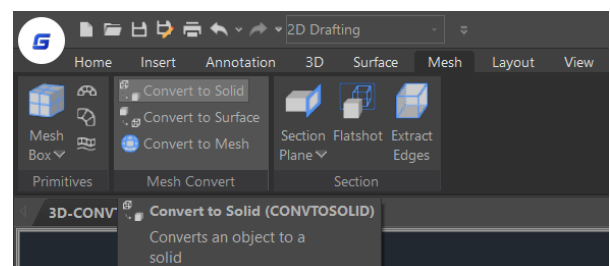 G
2D Drafting
Home Insert Annotation 3D Surface Mesh Layout View
Convert to Solid
Convert to Surface
Convert to Mesh
Mesh
Box
Section
Plane
Flatshot
Extract
Edges
Primitives Mesh Convert Section
3D-CONV
Convert to Solid (CONVTOSOLID)
Converts an object to a
solid